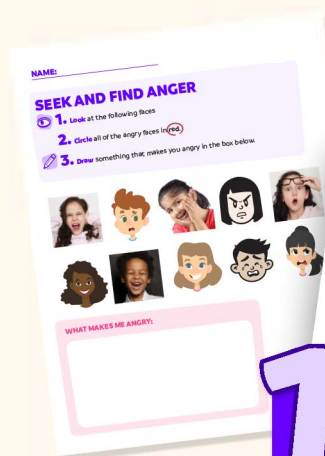 NAME:
SEEK AND FIND ANGER
1. Look at the following faces
2. Circle all of the angry faces in red.
3. Draw something that makes you angry in the box below.
WHAT MAKES ME ANGRY:
1